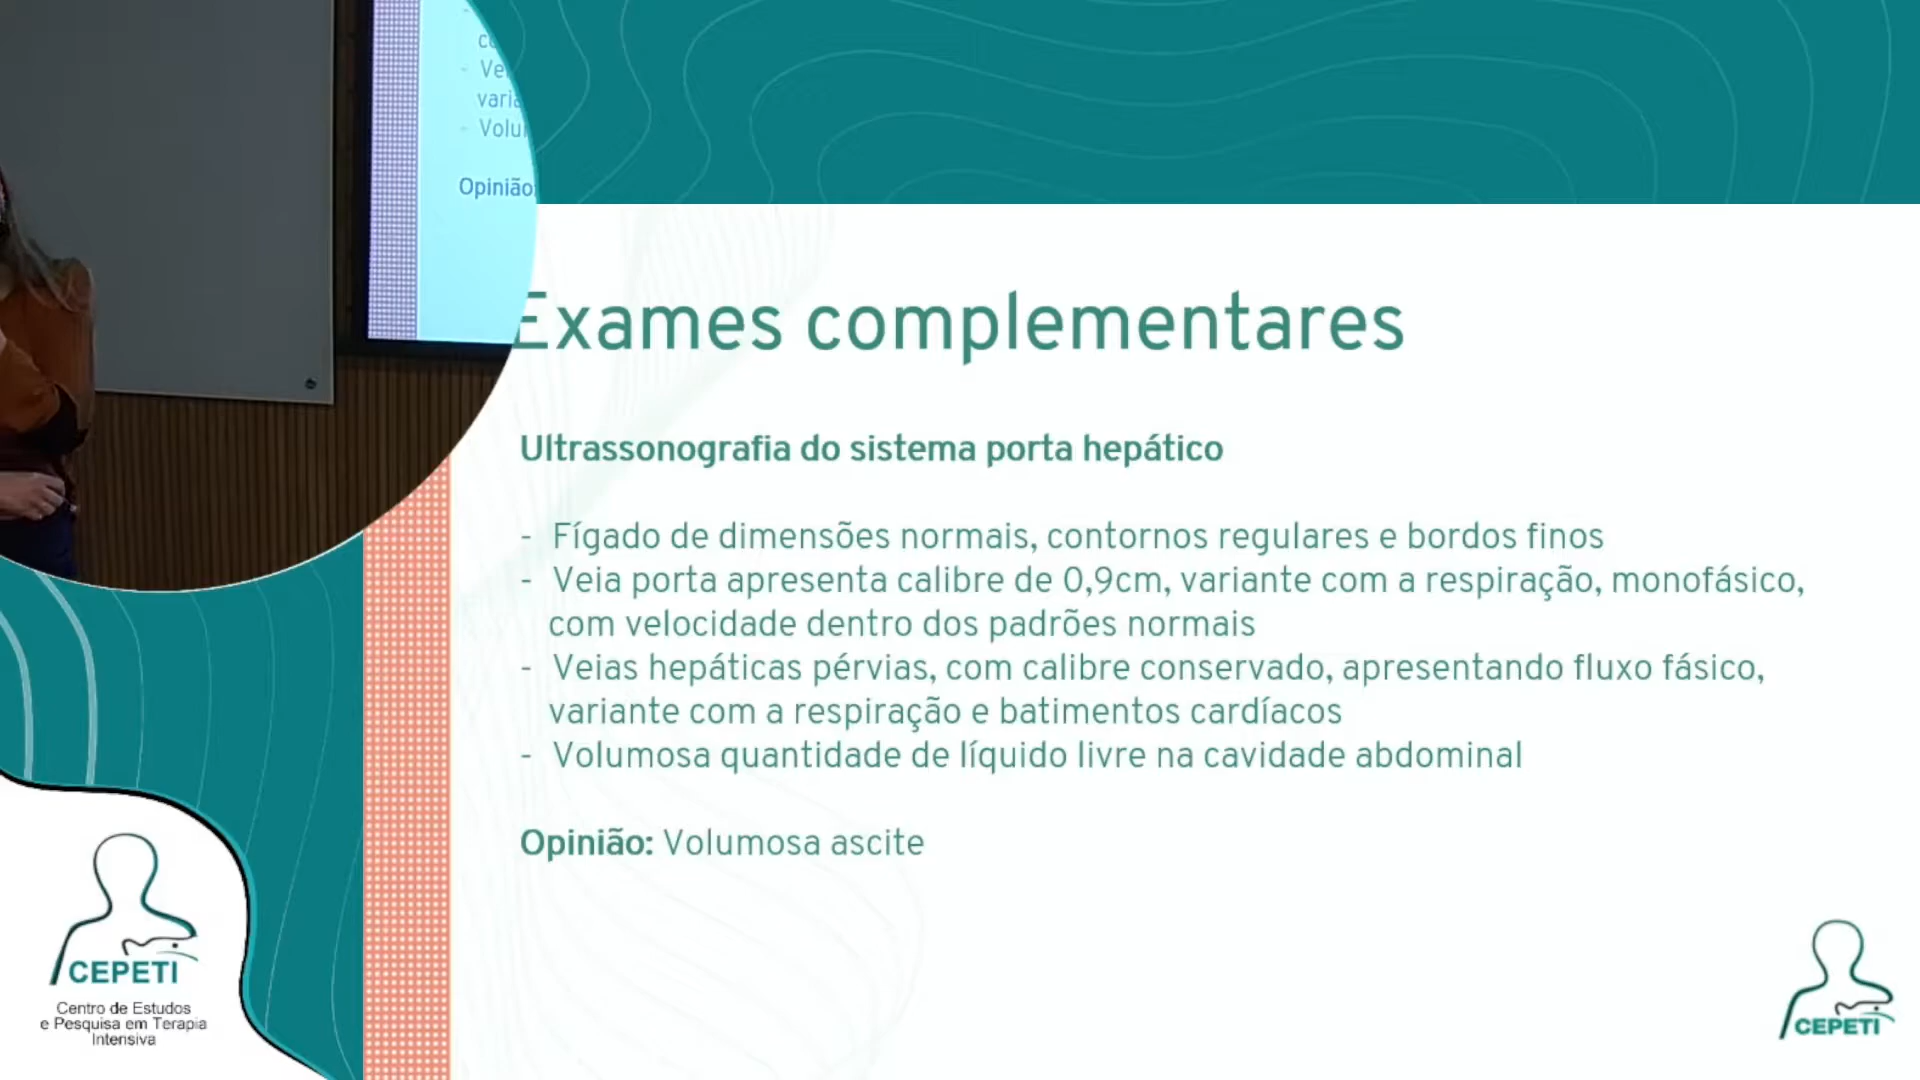 Opinião
Exames complementares
Ultrassonografia do sistema porta hepático
- Fígado de dimensões normais, contornos regulares e bordos finos
- Veia porta apresenta calibre de 0,9cm, variante com a respiração, monofásico,
com velocidade dentro dos padrões normais
- Veias hepáticas pérvias, com calibre conservado, apresentando fluxo fásico,
variante com a respiração e batimentos cardíacos
- Volumosa quantidade de líquido livre na cavidade abdominal
Opinião: Volumosa ascite
CEPETI
Centro de Estudos
e Pesquisa em Terapia
Intensiva
CEPETI